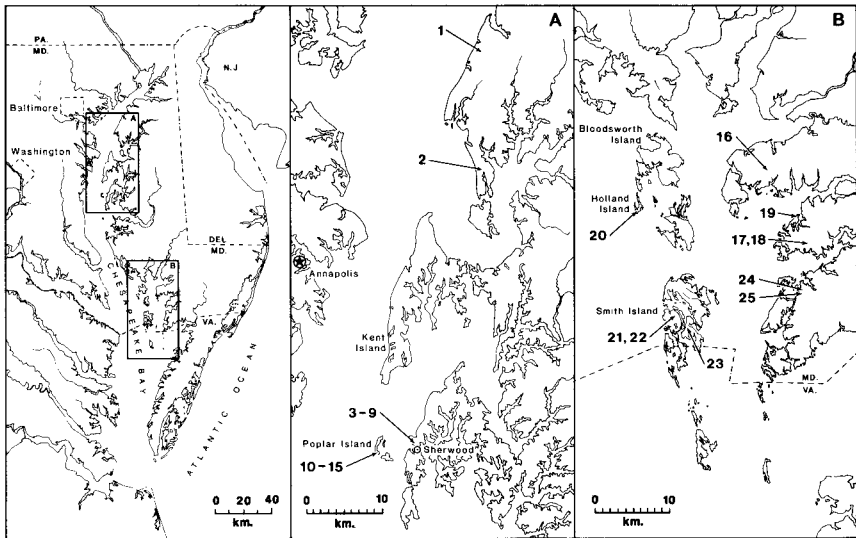 PA.
MD.
N.J
Baltimore
Washington
A
DEL
MD.
B
VA.
CHESAPEAKE
BAY
ATLANTIC OCEAN
0 20 40
km.
A
1
2
Annapolis
Kent
Island
3-9
Sherwood
Poplar Island
10-15
0 10
km.
B
Bloodsworth
Island
16
Holland
Island
20
19
17,18
24
25
Smith Island
21, 22
23
MD.
VA.
0 10
km.